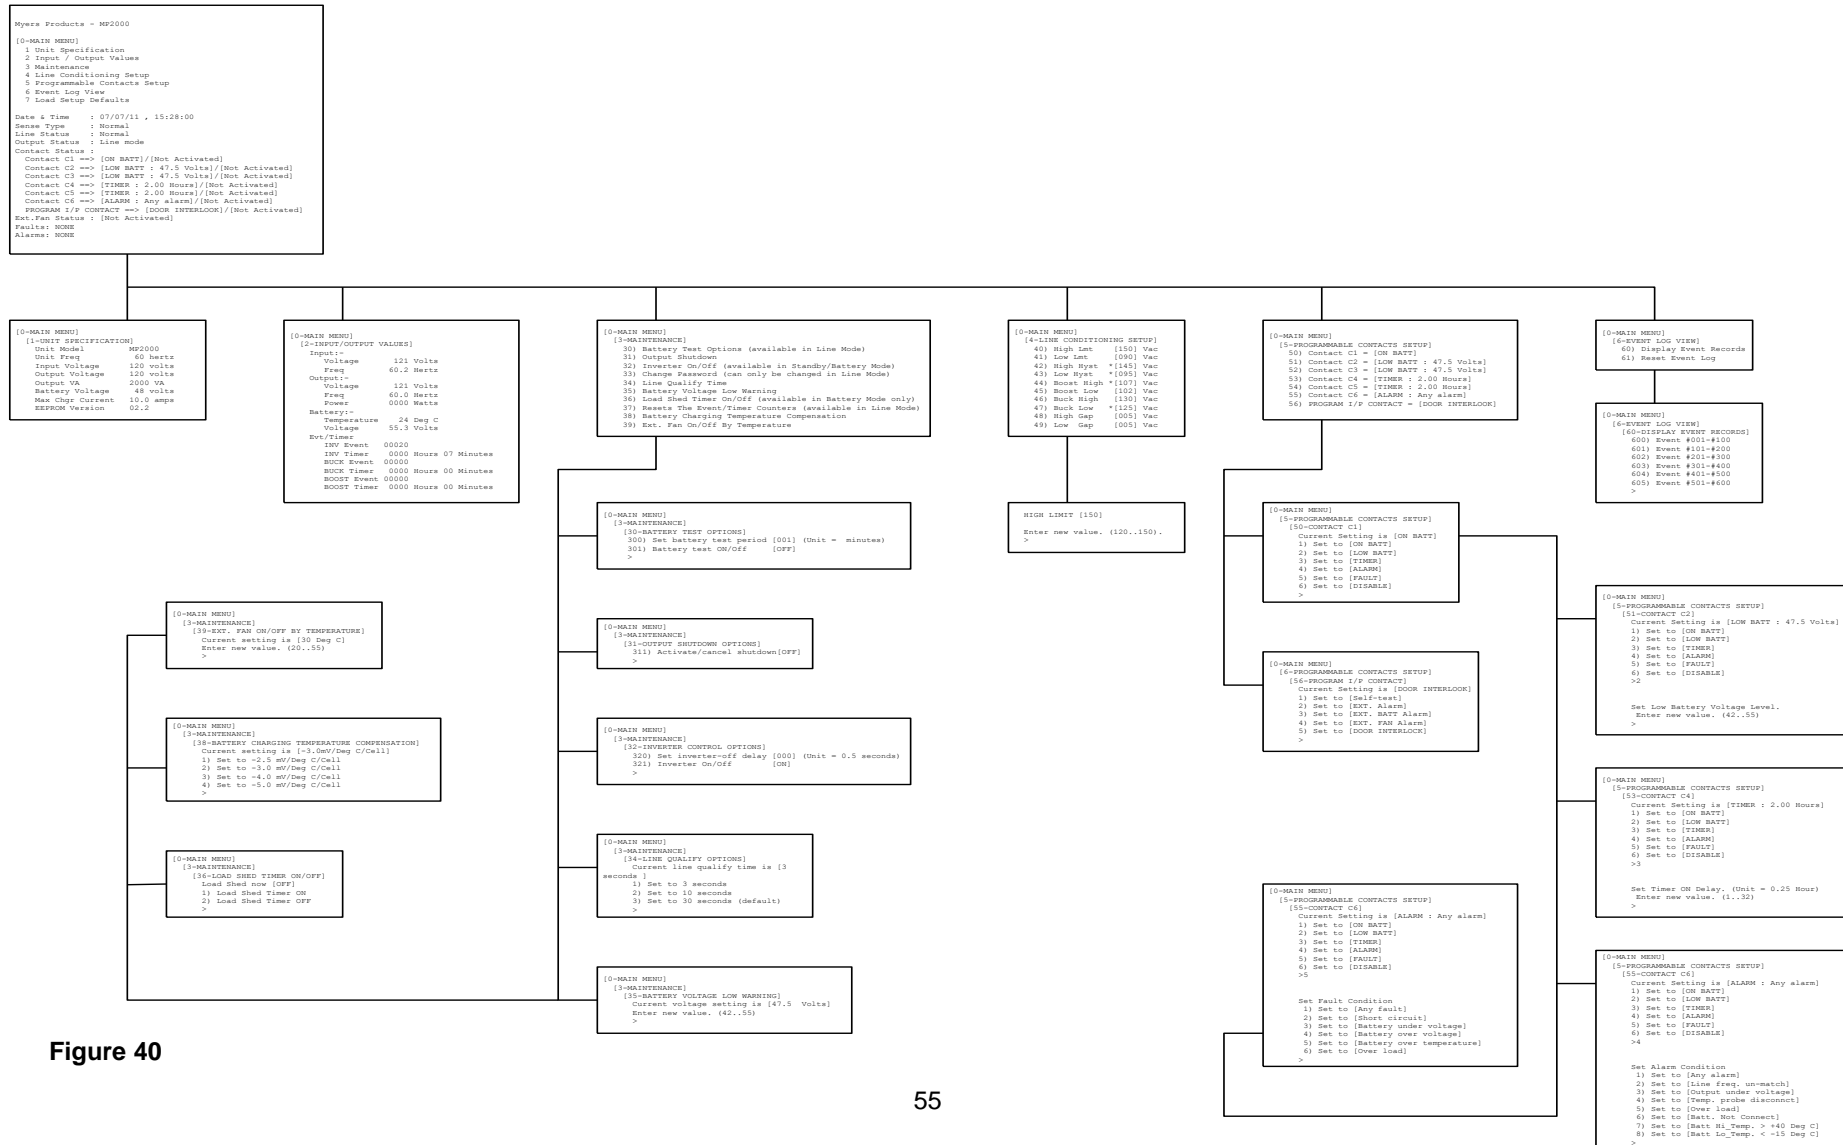 Myers Products - MP2000
[0-MAIN MENU]
1 Unit Specification
2 Input / Output Values
3 Maintenance
4 Line Conditioning Setup
5 Programmable Contacts Setup
6 Event Log View
7 Load Setup Defaults
Date & Time : 07/07/11 , 15:28:00
Sense Type : Normal
Line Status : Normal
Output Status : Line mode
Contact Status :
Contact C1 ==> [ON BATT]/[Not Activated]
Contact C2 ==> [LOW BATT : 47.5 Volts]/[Not Activated]
Contact C3 ==> [LOW BATT : 47.5 Volts]/[Not Activated]
Contact C4 ==> [TIMER : 2.00 Hours]/[Not Activated]
Contact C5 ==> [TIMER : 2.00 Hours]/[Not Activated]
Contact C6 ==> [ALARM : Any alarm]/[Not Activated]
PROGRAM I/P CONTACT ==> [DOOR INTERLOOK]/[Not Activated]
Ext.Fan Status : [Not Activated]
Faults: NONE
Alarms: NONE
[0-MAIN MENU]
[1-UNIT SPECIFICATION]
Unit Model MP2000
Unit Freq 60 hertz
Input Voltage 120 volts
Output Voltage 120 volts
Output VA 2000 VA
Battery Voltage 48 volts
Max Chgr Current 10.0 amps
EEPROM Version 02.2
[0-MAIN MENU]
[2-INPUT/OUTPUT VALUES]
Input:-
Voltage 121 Volts
Freq 60.2 Hertz
Output:-
Voltage 121 Volts
Freq 60.0 Hertz
Power 0000 Watts
Battery:-
Temperature 24 Deg C
Voltage 55.3 Volts
Evt/Timer
INV Event 00020
INV Timer 0000 Hours 07 Minutes
BUCK Event 00000
BUCK Timer 0000 Hours 00 Minutes
BOOST Event 00000
BOOST Timer 0000 Hours 00 Minutes
[0-MAIN MENU]
[3-MAINTENANCE]
30) Battery Test Options (available in Line Mode)
31) Output Shutdown
32) Inverter On/Off (available in Standby/Battery Mode)
33) Change Password (can only be changed in Line Mode)
34) Line Qualify Time
35) Battery Voltage Low Warning
36) Load Shed Timer On/Off (available in Battery Mode only)
37) Resets The Event/Timer Counters (available in Line Mode)
38) Battery Charging Temperature Compensation
39) Ext. Fan On/Off By Temperature
[0-MAIN MENU]
[4-LINE CONDITIONING SETUP]
40) High Lmt [150] Vac
41) Low Lmt [090] Vac
42) High Hyst *[145] Vac
43) Low Hyst *[095] Vac
44) Boost High *[107] Vac
45) Boost Low [102] Vac
46) Buck High [130] Vac
47) Buck Low *[125] Vac
48) High Gap [005] Vac
49) Low Gap [005] Vac
[0-MAIN MENU]
[5-PROGRAMMABLE CONTACTS SETUP]
50) Contact C1 = [ON BATT]
51) Contact C2 = [LOW BATT : 47.5 Volts]
52) Contact C3 = [LOW BATT : 47.5 Volts]
53) Contact C4 = [TIMER : 2.00 Hours]
54) Contact C5 = [TIMER : 2.00 Hours]
55) Contact C6 = [ALARM : Any alarm]
56) PROGRAM I/P CONTACT = [DOOR INTERLOOK]
[0-MAIN MENU]
[6-EVENT LOG VIEW]
60) Display Event Records
61) Reset Event Log
[0-MAIN MENU]
[6-EVENT LOG VIEW]
[60-DISPLAY EVENT RECORDS]
600) Event #001-#100
601) Event #101-#200
602) Event #201-#300
603) Event #301-#400
604) Event #401-#500
605) Event #501-#600
>
[0-MAIN MENU]
[3-MAINTENANCE]
[30-BATTERY TEST OPTIONS]
300) Set battery test period [001] (Unit = minutes)
301) Battery test ON/Off [OFF]
>
HIGH LIMIT [150]
Enter new value. (120..150).
>
[0-MAIN MENU]
[5-PROGRAMMABLE CONTACTS SETUP]
[50-CONTACT C1]
Current Setting is [ON BATT]
1) Set to [ON BATT]
2) Set to [LOW BATT]
3) Set to [TIMER]
4) Set to [ALARM]
5) Set to [FAULT]
6) Set to [DISABLE]
>
[0-MAIN MENU]
[5-PROGRAMMABLE CONTACTS SETUP]
[51-CONTACT C2]
Current Setting is [LOW BATT : 47.5 Volts]
1) Set to [ON BATT]
2) Set to [LOW BATT]
3) Set to [TIMER]
4) Set to [ALARM]
5) Set to [FAULT]
6) Set to [DISABLE]
>2
Set Low Battery Voltage Level.
Enter new value. (42..55)
>
[0-MAIN MENU]
[3-MAINTENANCE]
[39-EXT. FAN ON/OFF BY TEMPERATURE]
Current setting is [30 Deg C]
Enter new value. (20..55)
>
[0-MAIN MENU]
[3-MAINTENANCE]
[31-OUTPUT SHUTDOWN OPTIONS]
311) Activate/cancel shutdown[OFF]
>
[0-MAIN MENU]
[6-PROGRAMMABLE CONTACTS SETUP]
[56-PROGRAM I/P CONTACT]
Current Setting is [DOOR INTERLOOK]
1) Set to [Self-test]
2) Set to [EXT. Alarm]
3) Set to [EXT. BATT Alarm]
4) Set to [EXT. FAN Alarm]
5) Set to [DOOR INTERLOCK]
>
[0-MAIN MENU]
[3-MAINTENANCE]
[38-BATTERY CHARGING TEMPERATURE COMPENSATION]
Current setting is [-3.0mV/Deg C/Cell]
1) Set to -2.5 mV/Deg C/Cell
2) Set to -3.0 mV/Deg C/Cell
3) Set to -4.0 mV/Deg C/Cell
4) Set to -5.0 mV/Deg C/Cell
>
[0-MAIN MENU]
[3-MAINTENANCE]
[32-INVERTER CONTROL OPTIONS]
320) Set inverter-off delay [000] (Unit = 0.5 seconds)
321) Inverter On/Off [ON]
>
[0-MAIN MENU]
[5-PROGRAMMABLE CONTACTS SETUP]
[53-CONTACT C4]
Current Setting is [TIMER : 2.00 Hours]
1) Set to [ON BATT]
2) Set to [LOW BATT]
3) Set to [TIMER]
4) Set to [ALARM]
5) Set to [FAULT]
6) Set to [DISABLE]
>3
Set Timer ON Delay. (Unit = 0.25 Hour)
Enter new value. (1..32)
>
[0-MAIN MENU]
[3-MAINTENANCE]
[36-LOAD SHED TIMER ON/OFF]
Load Shed now [OFF]
1) Load Shed Timer ON
2) Load Shed Timer OFF
>
[0-MAIN MENU]
[3-MAINTENANCE]
[34-LINE QUALIFY OPTIONS]
Current line qualify time is [3
seconds ]
1) Set to 3 seconds
2) Set to 10 seconds
3) Set to 30 seconds (default)
>
[0-MAIN MENU]
[5-PROGRAMMABLE CONTACTS SETUP]
[55-CONTACT C6]
Current Setting is [ALARM : Any alarm]
1) Set to [ON BATT]
2) Set to [LOW BATT]
3) Set to [TIMER]
4) Set to [ALARM]
5) Set to [FAULT]
6) Set to [DISABLE]
>5
Set Fault Condition
1) Set to [Any fault]
2) Set to [Short circuit]
3) Set to [Battery under voltage]
4) Set to [Battery over voltage]
5) Set to [Battery over temperature]
6) Set to [Over load]
>
[0-MAIN MENU]
[5-PROGRAMMABLE CONTACTS SETUP]
[55-CONTACT C6]
Current Setting is [ALARM : Any alarm]
1) Set to [ON BATT]
2) Set to [LOW BATT]
3) Set to [TIMER]
4) Set to [ALARM]
5) Set to [FAULT]
6) Set to [DISABLE]
>4
Set Alarm Condition
1) Set to [Any alarm]
2) Set to [Line freq. un-match]
3) Set to [Output under voltage]
4) Set to [Temp. probe disconnct]
5) Set to [Over load]
6) Set to [Batt. Not Connect]
7) Set to [Batt Hi_Temp. > +40 Deg C]
8) Set to [Batt Lo_Temp. < -15 Deg C]
>
[0-MAIN MENU]
[3-MAINTENANCE]
[35-BATTERY VOLTAGE LOW WARNING]
Current voltage setting is [47.5 Volts]
Enter new value. (42..55)
>
Figure 40
55